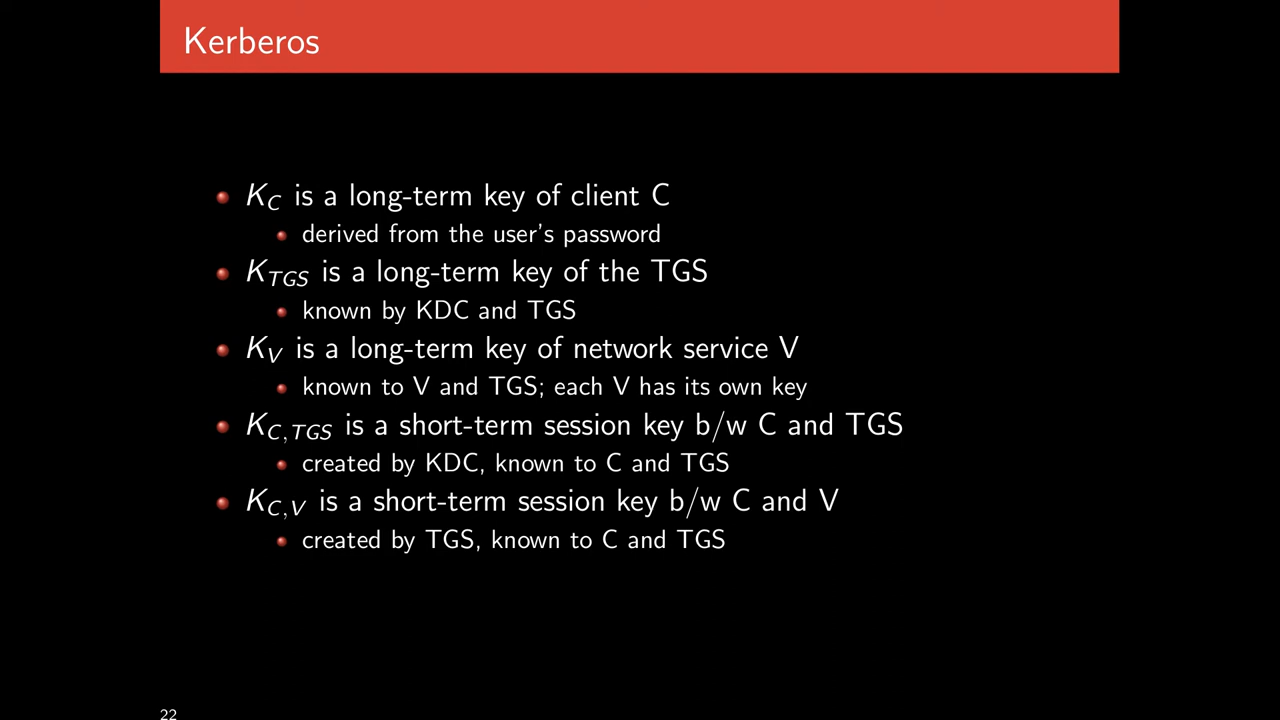 Kerberos
K_C is a long-term key of client C
derived from the user's password
K_TGS is a long-term key of the TGS
known by KDC and TGS
K_V is a long-term key of network service V
known to V and TGS; each V has its own key
K_C,TGS is a short-term session key b/w C and TGS
created by KDC, known to C and TGS
K_C,V is a short-term session key b/w C and V
created by TGS, known to C and TGS
22